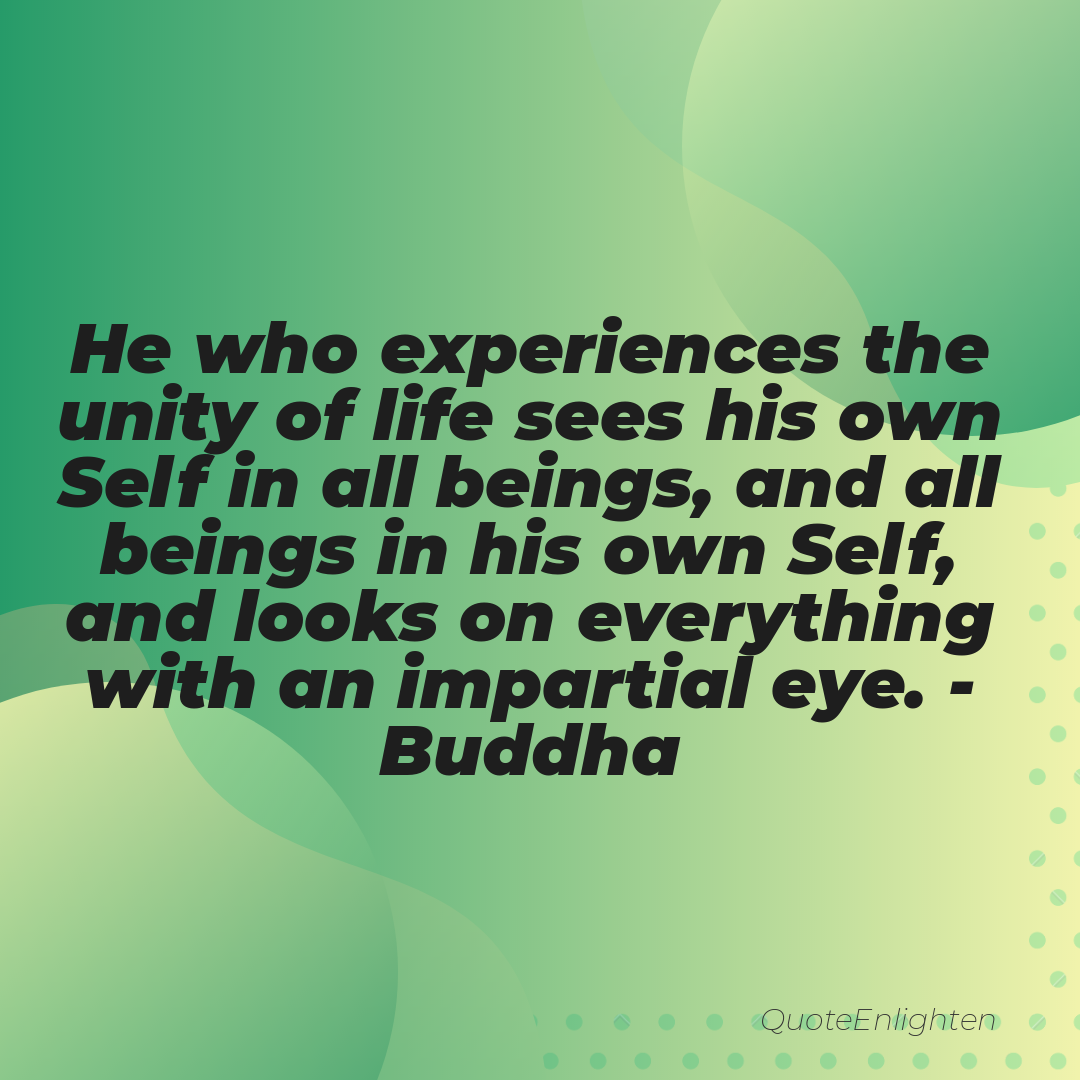 He who experiences the
unity of life sees his own
Self in all beings, and all
beings in his own Self,
and looks on everything
with an impartial eye. -
Buddha
QuoteEnlighten